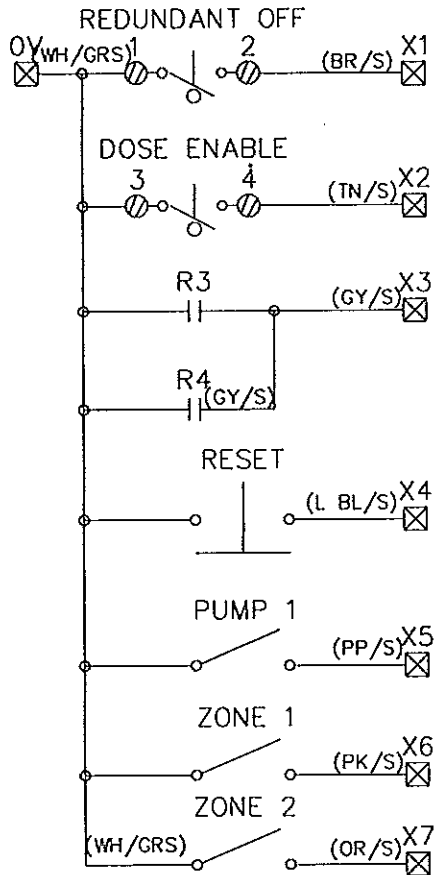 REDUNDANT OFF
0V (WH/GRS) 1 2 (BR/S) X1
DOSE ENABLE
3 4 (TN/S) X2
R3 (GY/S) X3
R4 (GY/S)
RESET
(L BL/S) X4
PUMP 1
(PP/S) X5
ZONE 1
(PK/S) X6
ZONE 2
(WH/GRS) (OR/S) X7